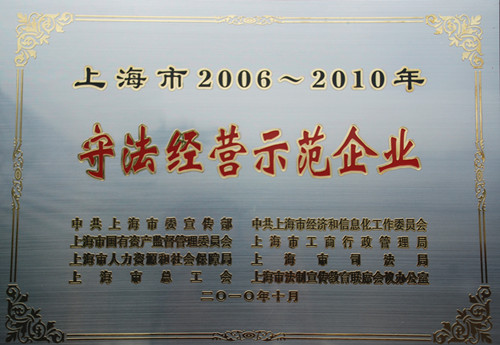 上海市2006～2010年
守法经营示范企业
中共上海市委宣传部 中共上海市经济和信息化工作委员会
上海市国有资产监督管理委员会 上海市工商行政管理局
上海市人力资源和社会保障局 上海市司法局
上海市总工会 上海市法制宣传教育联席会议办公室
二〇一〇年十月